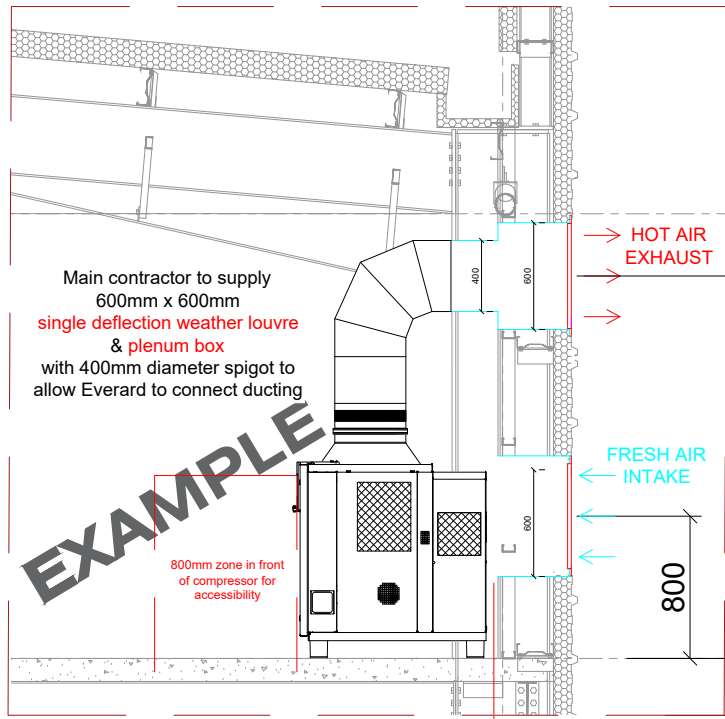 HOT AIR
EXHAUST
400
600
Main contractor to supply
600mm x 600mm
single deflection weather louvre
& plenum box
with 400mm diameter spigot to
allow Everard to connect ducting
EXAMPLE
FRESH AIR
INTAKE
600
800mm zone in front
of compressor for
accessibility
800